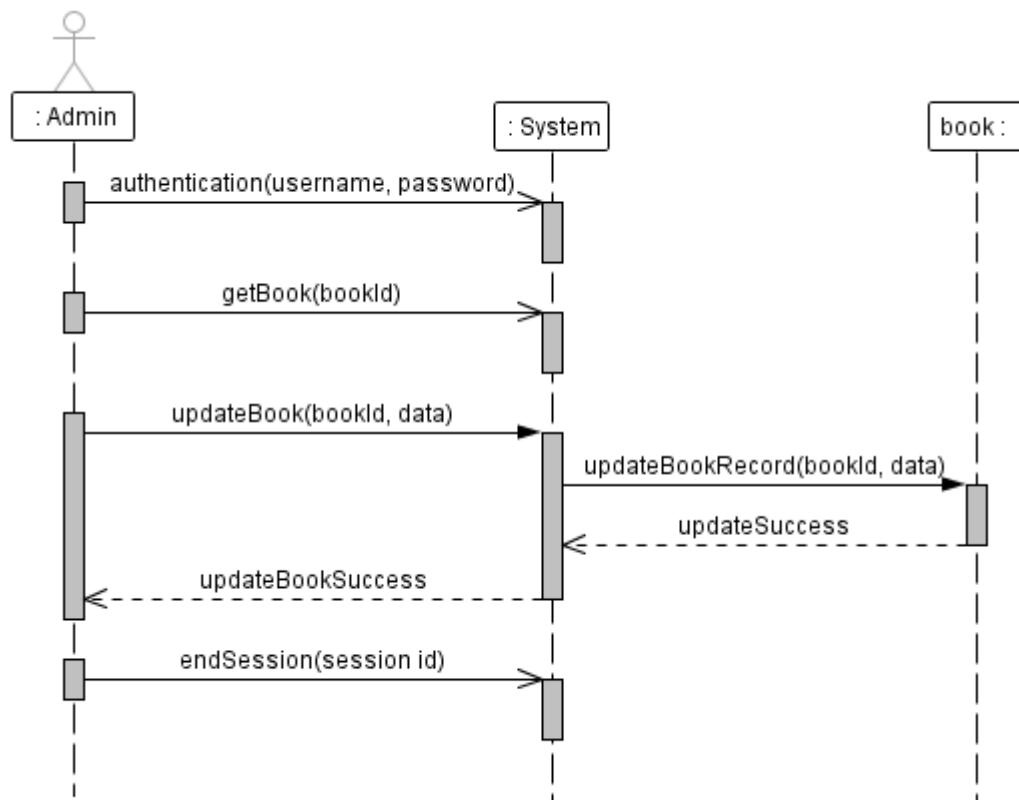 : Admin
: System
book :
authentication(username, password)
getBook(bookId)
updateBook(bookId, data)
updateBookRecord(bookId, data)
updateSuccess
updateBookSuccess
endSession(session id)